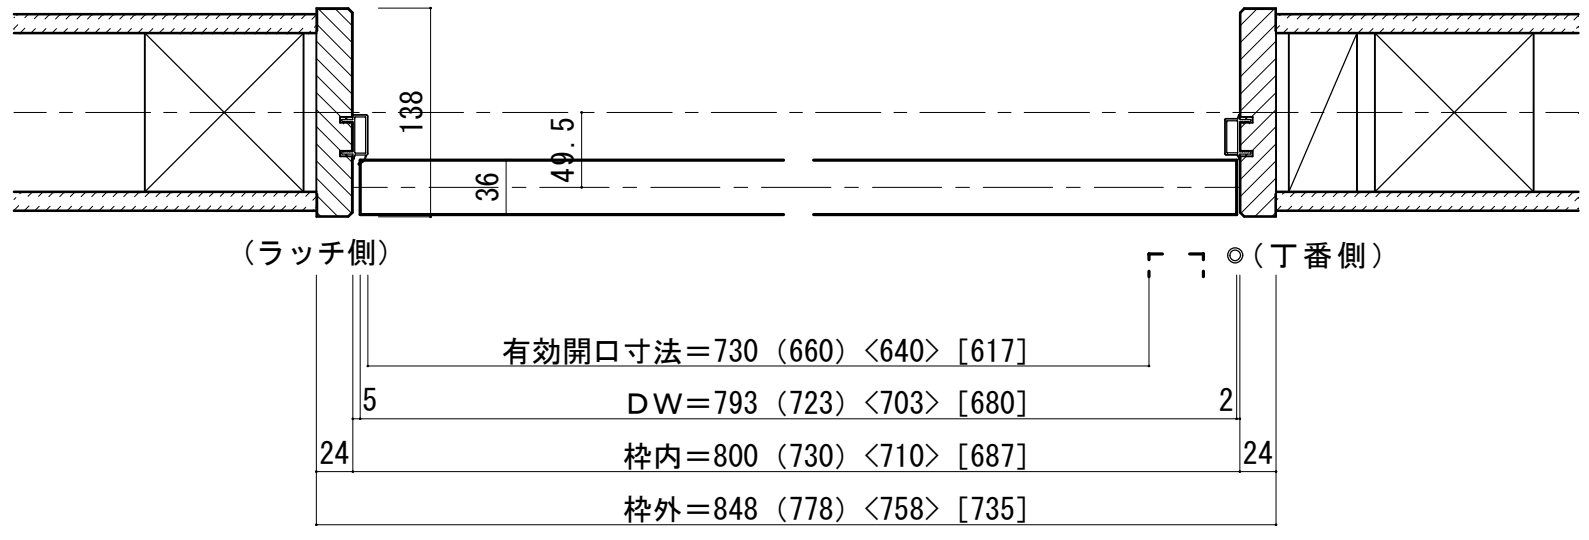 138
49.5
36
(ラッチ側)
◎(丁番側)
有効開口寸法=730 (660) <640> [617]
5
DW=793 (723) <703> [680]
2
24
枠内=800 (730) <710> [687]
24
枠外=848 (778) <758> [735]